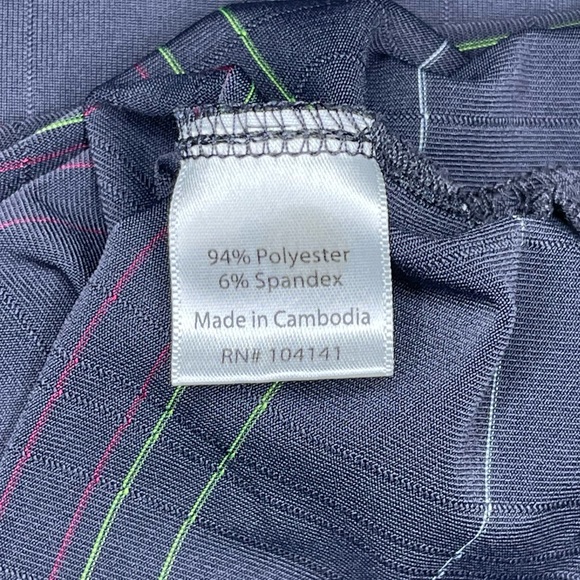 94% Polyester
6% Spandex
Made in Cambodia
RN# 104141